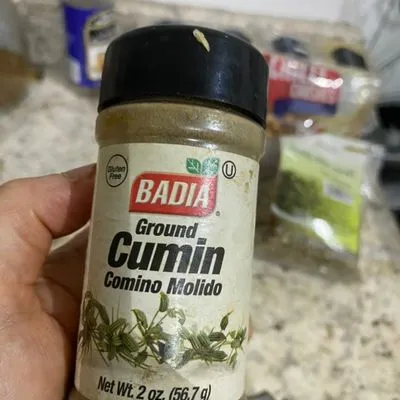 Gluten
Free
U
BADIA®
Ground
Cumin
Comino Molido
Net Wt. 2 oz. (56.7 g)